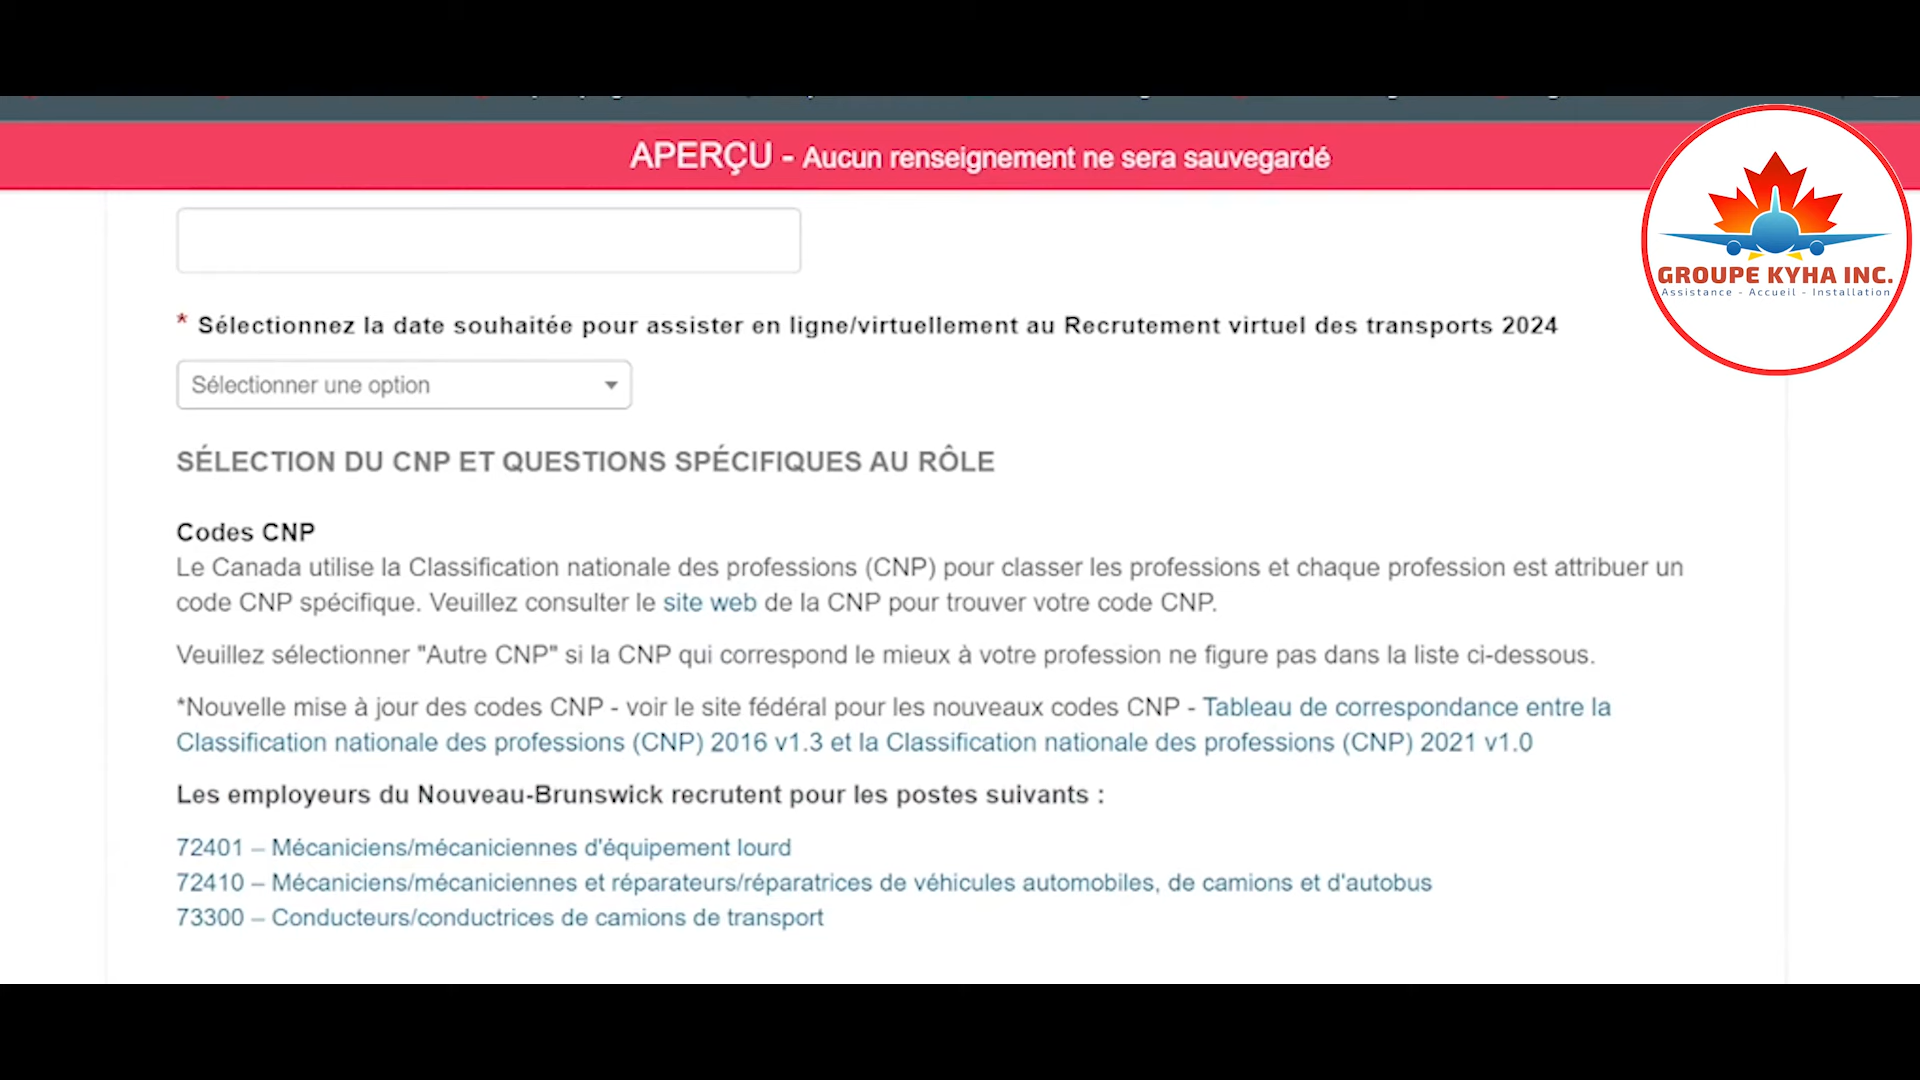 APERÇU - Aucun renseignement ne sera sauvegardé
GROUPE KYHA INC.
Assistance - Accueil - Installation
* Sélectionnez la date souhaitée pour assister en ligne/virtuellement au Recrutement virtuel des transports 2024
Sélectionner une option
SÉLECTION DU CNP ET QUESTIONS SPÉCIFIQUES AU RÔLE
Codes CNP
Le Canada utilise la Classification nationale des professions (CNP) pour classer les professions et chaque profession est attribuer un
code CNP spécifique. Veuillez consulter le site web de la CNP pour trouver votre code CNP.
Veuillez sélectionner "Autre CNP" si la CNP qui correspond le mieux à votre profession ne figure pas dans la liste ci-dessous.
*Nouvelle mise à jour des codes CNP - voir le site fédéral pour les nouveaux codes CNP - Tableau de correspondance entre la
Classification nationale des professions (CNP) 2016 v1.3 et la Classification nationale des professions (CNP) 2021 v1.0
Les employeurs du Nouveau-Brunswick recrutent pour les postes suivants :
72401 – Mécaniciens/mécaniciennes d'équipement lourd
72410 – Mécaniciens/mécaniciennes et réparateurs/réparatrices de véhicules automobiles, de camions et d'autobus
73300 – Conducteurs/conductrices de camions de transport